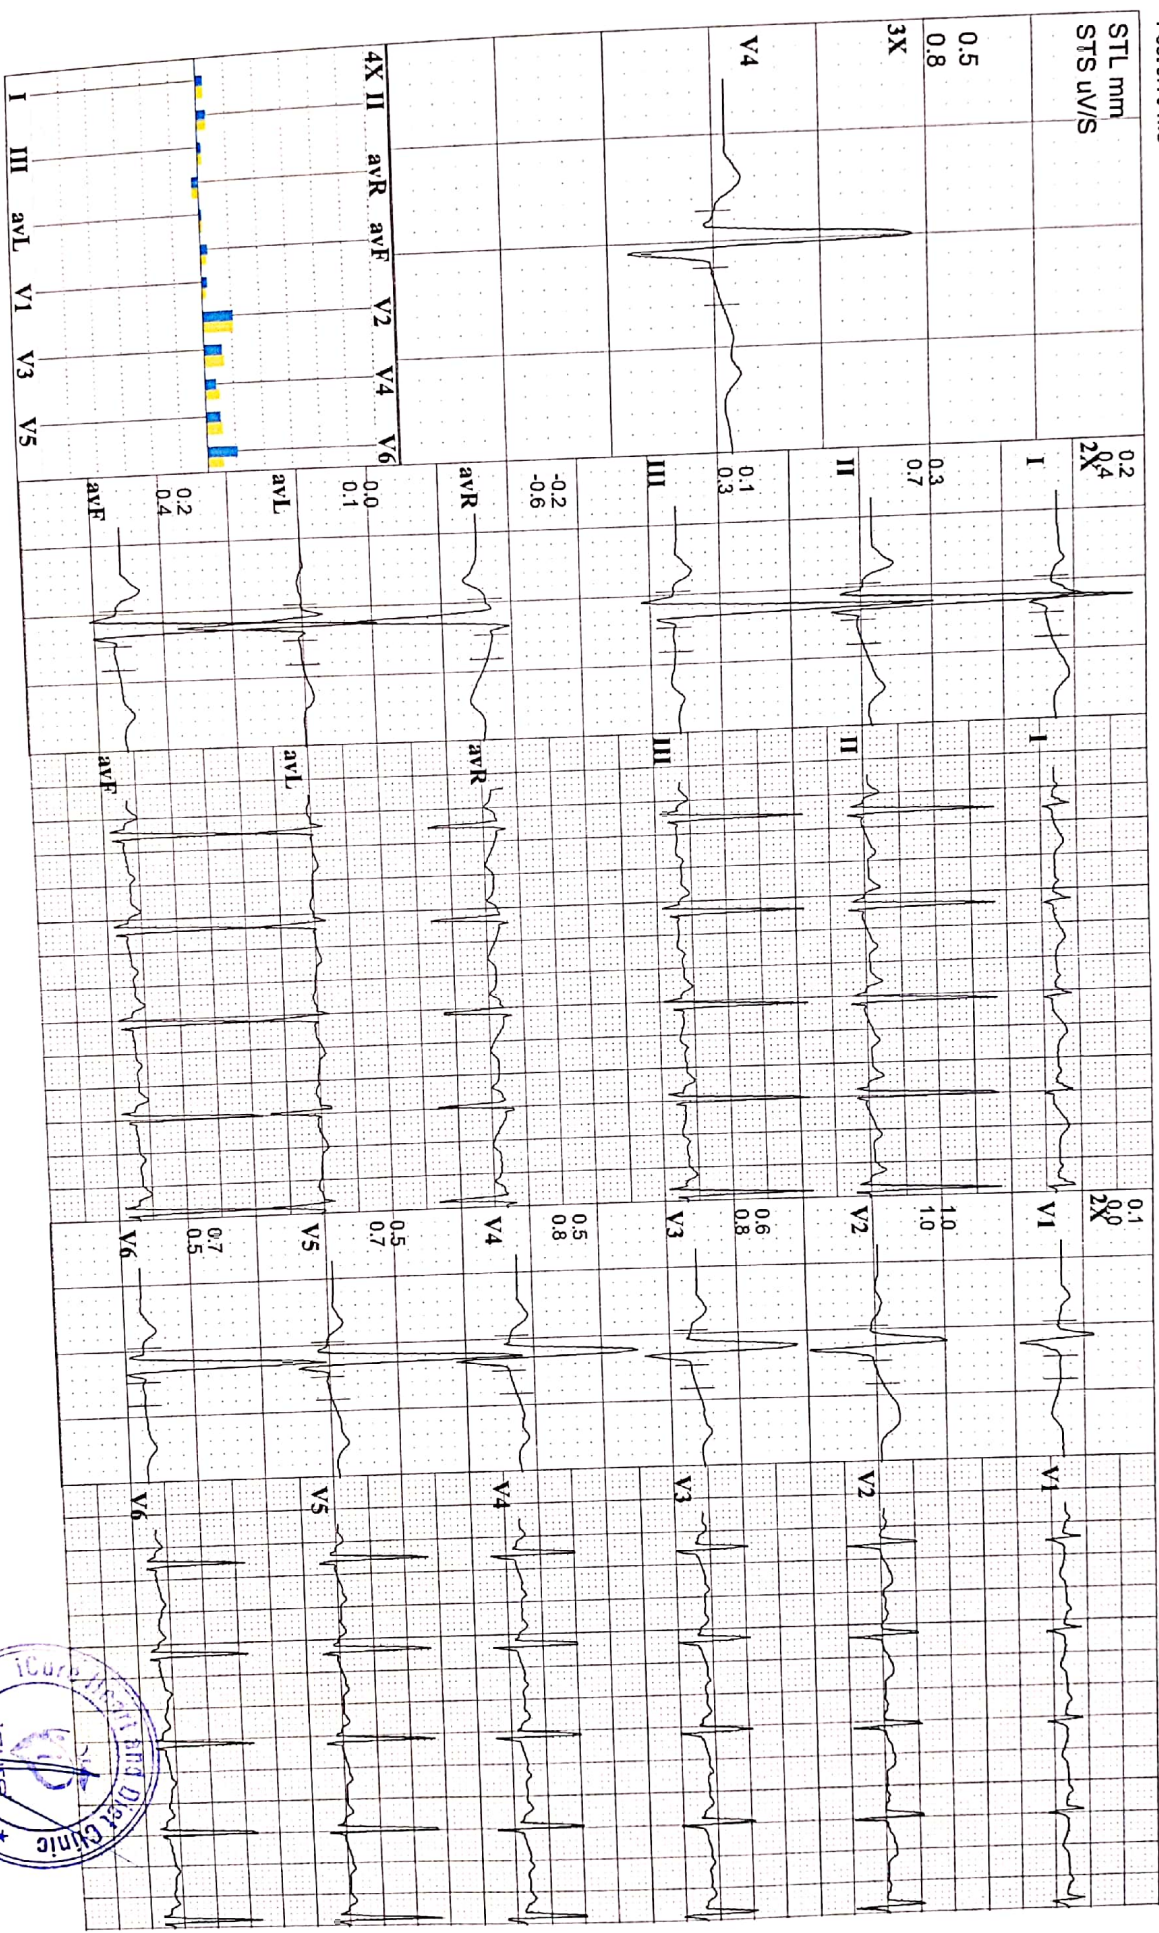 STL mm
STS uV/S
0.5
0.8
3X
V4
4X II avR avF V2 V4 V6
I III avL V1 V3 V5
0.2
0.4
2X
I
0.3
0.7
II
0.1
0.3
III
-0.2
-0.6
avR
0.0
0.1
avL
0.2
0.4
avF
I
II
III
avR
avL
avF
0.1
0.0
2X
V1
1.0
1.0
V2
0.6
0.8
V3
0.5
0.8
V4
0.5
0.7
V5
0.7
0.5
V6
V1
V2
V3
V4
V5
V6
iCure Heart and Diet Clinic